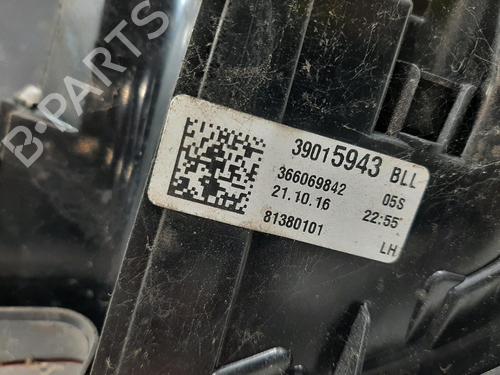 B-PARTS
39015943 BLL
366069842 05S
21.10.16 22:55
81380101 LH